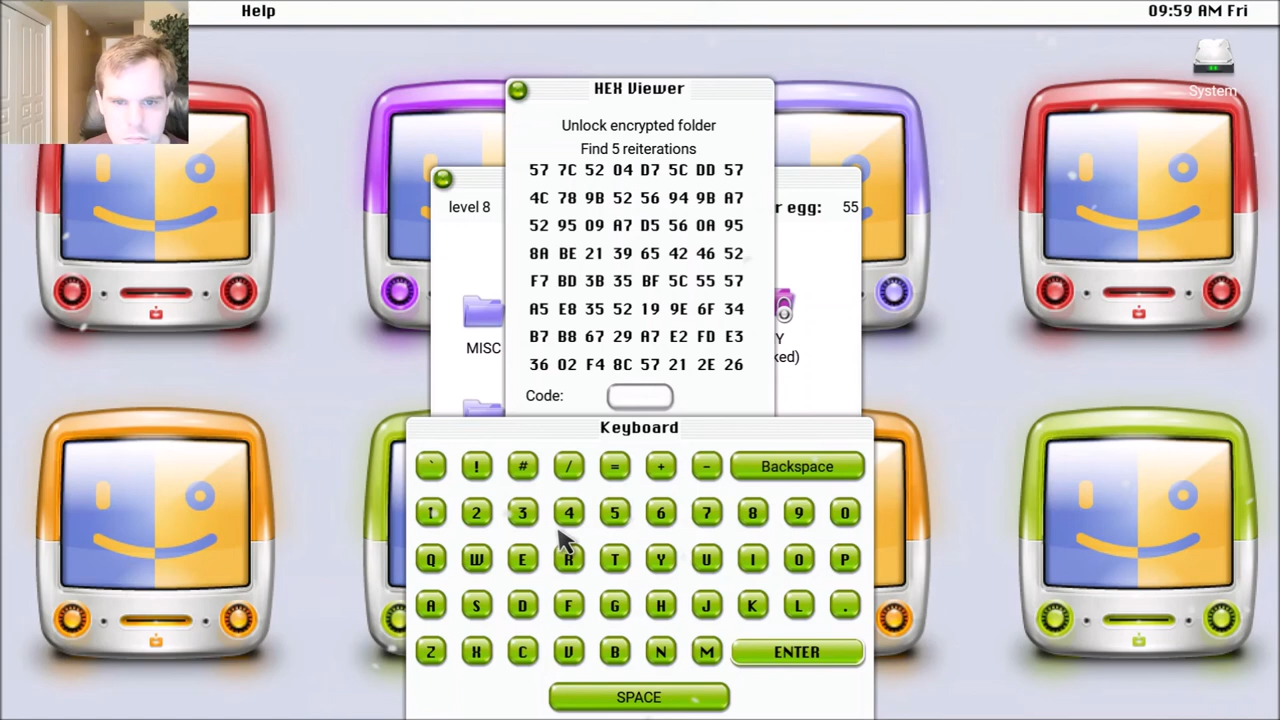 Help
09:59 AM Fri
System
HEX Viewer
Unlock encrypted folder
Find 5 reiterations
57 7C 52 04 D7 5C DD 57
4C 78 9B 52 56 94 9B A7
52 95 09 A7 D5 56 0A 95
8A BE 21 39 65 42 46 52
F7 BD 3B 35 BF 5C 55 57
A5 E8 35 52 19 9E 6F 34
B7 B8 67 29 A7 E2 FD E3
36 02 F4 8C 57 21 2E 26
Code:
level 8
r egg: 55
MISC
Y
ked)
Keyboard
` ! # / = + - Backspace
1 2 3 4 5 6 7 8 9 0
Q W E R T Y U I O P
A S D F G H J K L .
Z X C V B N M ENTER
SPACE